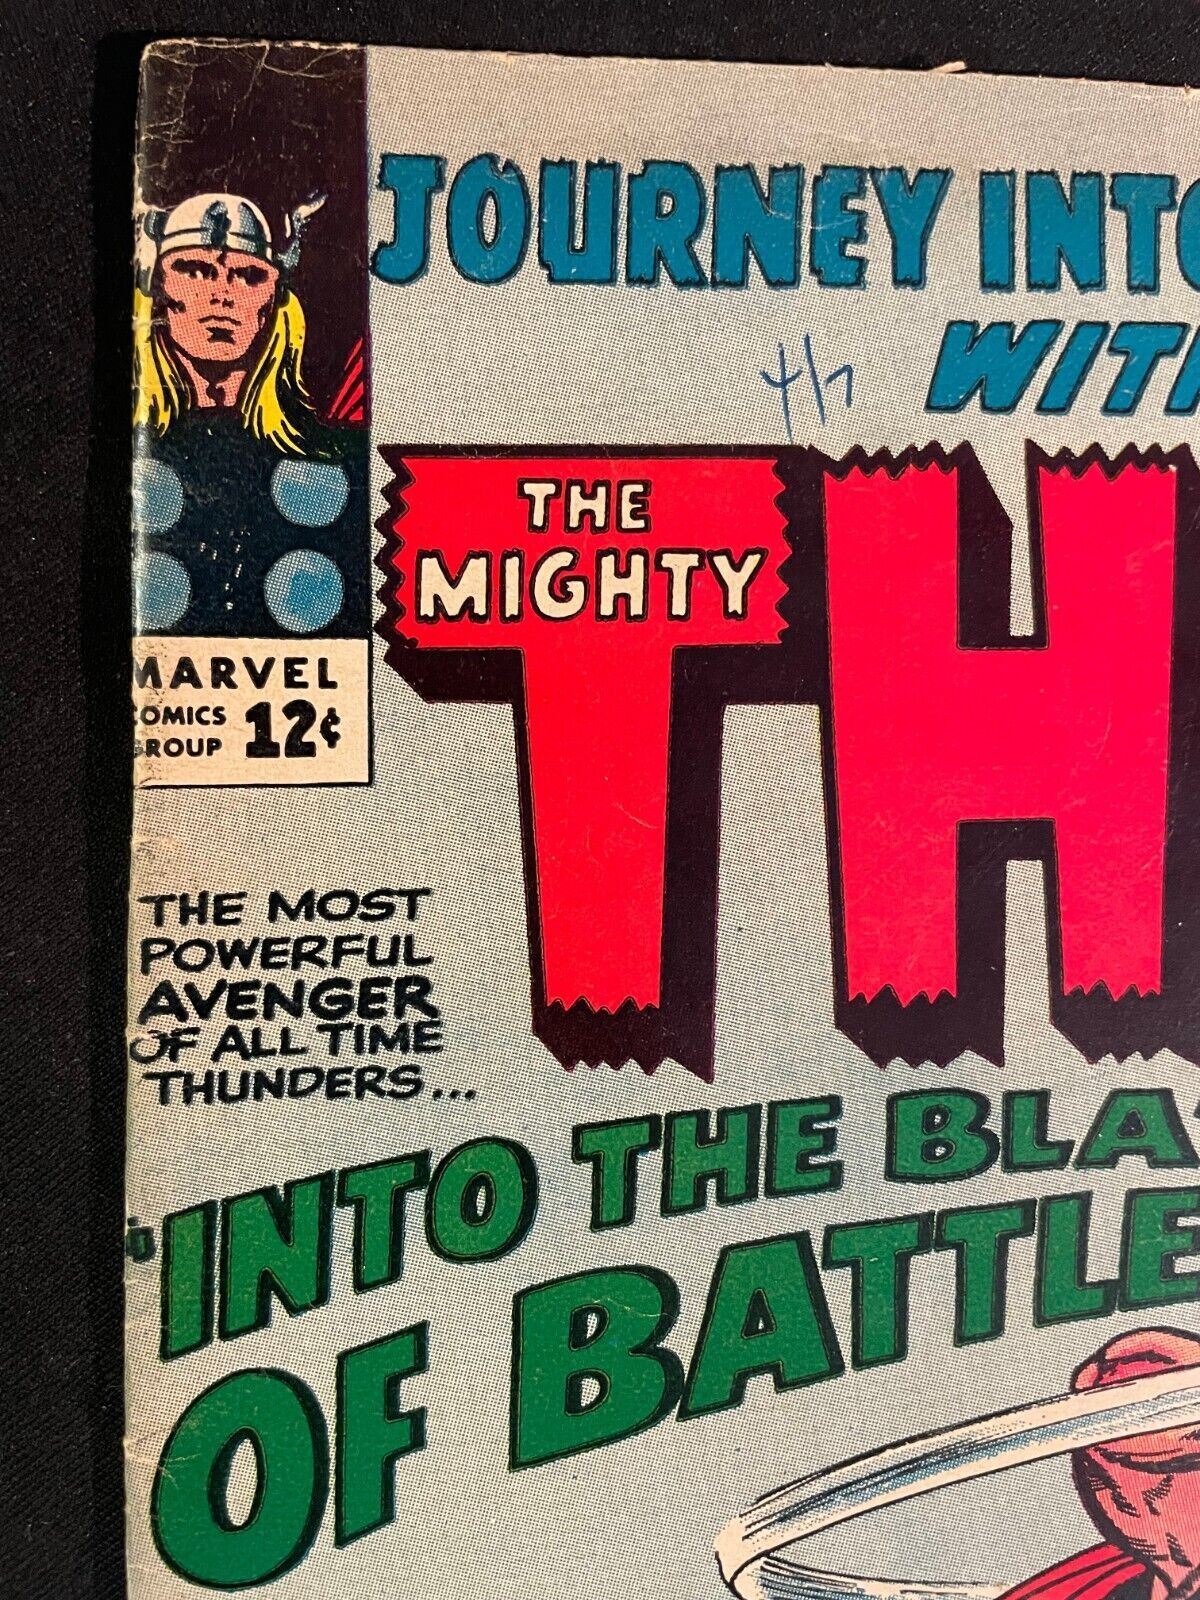 JOURNEY INTO
WITH
4/7
THE
MIGHTY
TH
MARVEL
COMICS
GROUP
12¢
THE MOST
POWERFUL
AVENGER
OF ALL TIME
THUNDERS...
"INTO THE BLA
OF BATTLE